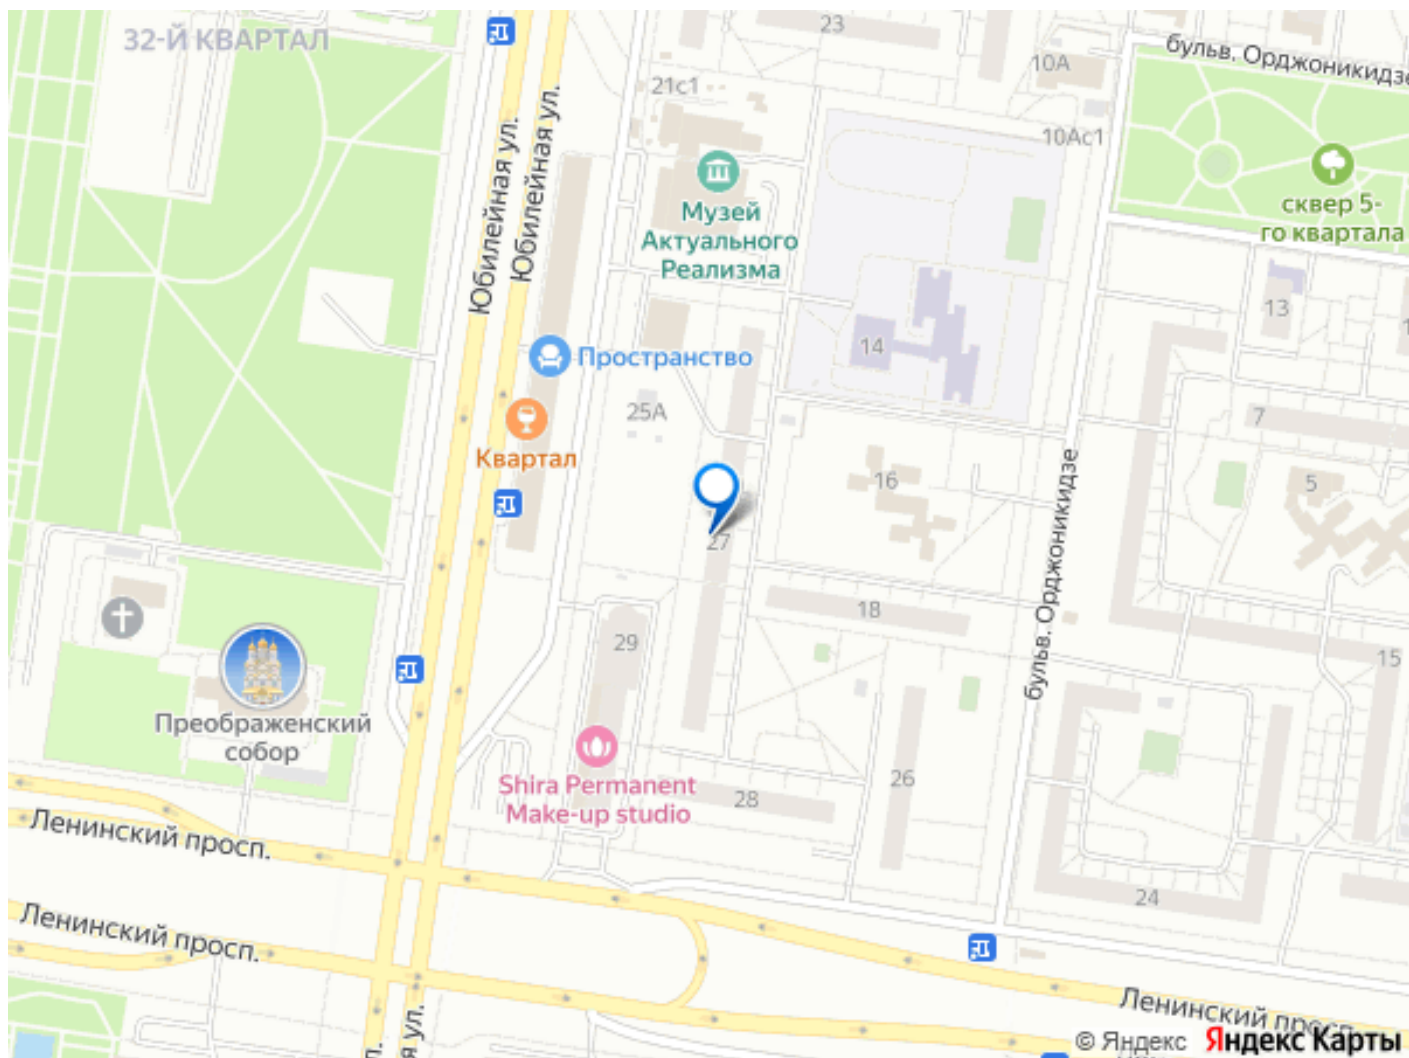 32-Й КВАРТАЛ
23
бульв. Орджоникидзе
10А
21с1
10Ас1
Юбилейная ул.
Юбилейная ул.
Музей
Актуального
Реализма
сквер 5-
го квартала
13
14
Пространство
25А
7
Квартал
16
5
27
бульв. Орджоникидзе
18
29
15
Преображенский
собор
Shira Permanent
Make-up studio
28
26
24
Ленинский просп.
Ленинский просп.
Ленинский просп.
© Яндекс Яндекс Карты